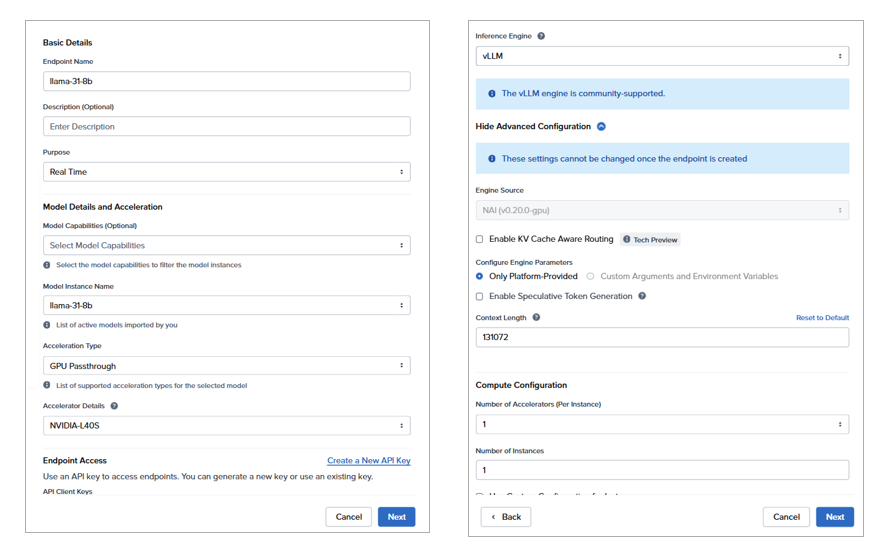 Basic Details
Endpoint Name
llama-31-8b
Description (Optional)
Enter Description
Purpose
Real Time
Model Details and Acceleration
Model Capabilities (Optional)
Select Model Capabilities
Select the model capabilities to filter the model instances
Model Instance Name
llama-31-8b
List of active models imported by you
Acceleration Type
GPU Passthrough
List of supported acceleration types for the selected model
Accelerator Details
NVIDIA-L40S
Endpoint Access
Create a New API Key
Use an API key to access endpoints. You can generate a new key or use an existing key.
API Client Keys
Cancel
Next
Inference Engine
vLLM
The vLLM engine is community-supported.
Hide Advanced Configuration
These settings cannot be changed once the endpoint is created
Engine Source
NAI (v0.20.0-gpu)
Enable KV Cache Aware Routing
Tech Preview
Configure Engine Parameters
Only Platform-Provided
Custom Arguments and Environment Variables
Enable Speculative Token Generation
Context Length
Reset to Default
131072
Compute Configuration
Number of Accelerators (Per Instance)
1
Number of Instances
1
Back
Cancel
Next